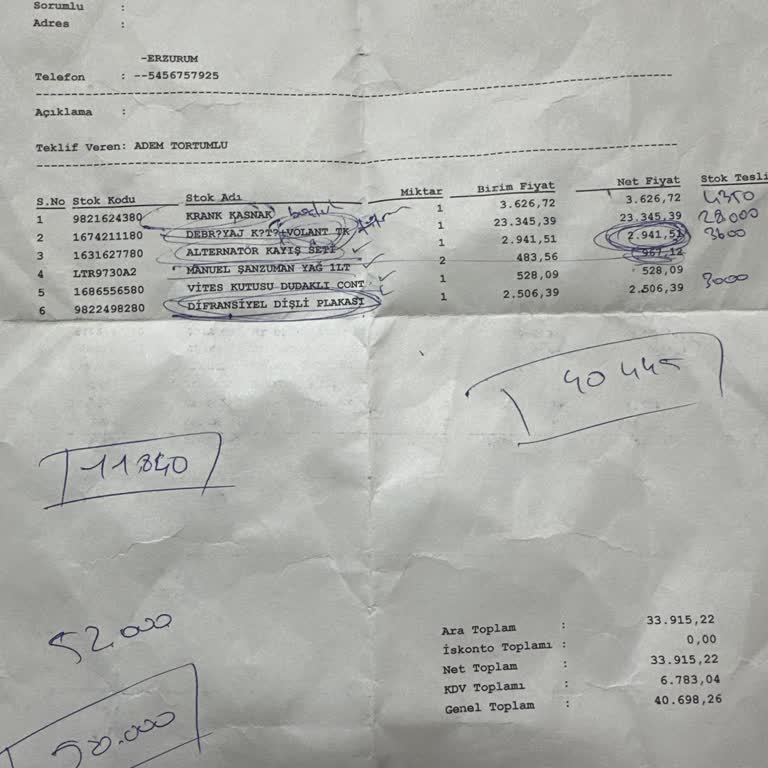 Sorumlu :
Adres :
-ERZURUM
Telefon : --5456757925
Açıklama :
Teklif Veren: ADEM TORTUMLU
S.No Stok Kodu Stok Adı Miktar Birim Fiyat Net Fiyat Stok Tesli
1 9821624380 KRANK KASNAK 1 3.626,72 3.626,72 4350
2 1674211180 DEBR?YAJ K?T?+VOLANT TK 1 23.345,39 23.345,39 28000
3 1631627780 ALTERNATÖR KAYIŞ SETİ 1 2.941,51 2.941,51 3600
4 LTR9730A2 MANUEL ŞANZUMAN YAĞ 1LT 2 483,56 967,12
5 1686556580 VİTES KUTUSU DUDAKLI CONT 1 528,09 528,09
6 9822498280 DİFRANSİYEL DİŞLİ PLAKASI 1 2.506,39 2.506,39 3000
40445
11840
52.000
50.000
Ara Toplam : 33.915,22
İskonto Toplamı : 0,00
Net Toplam : 33.915,22
KDV Toplamı : 6.783,04
Genel Toplam : 40.698,26